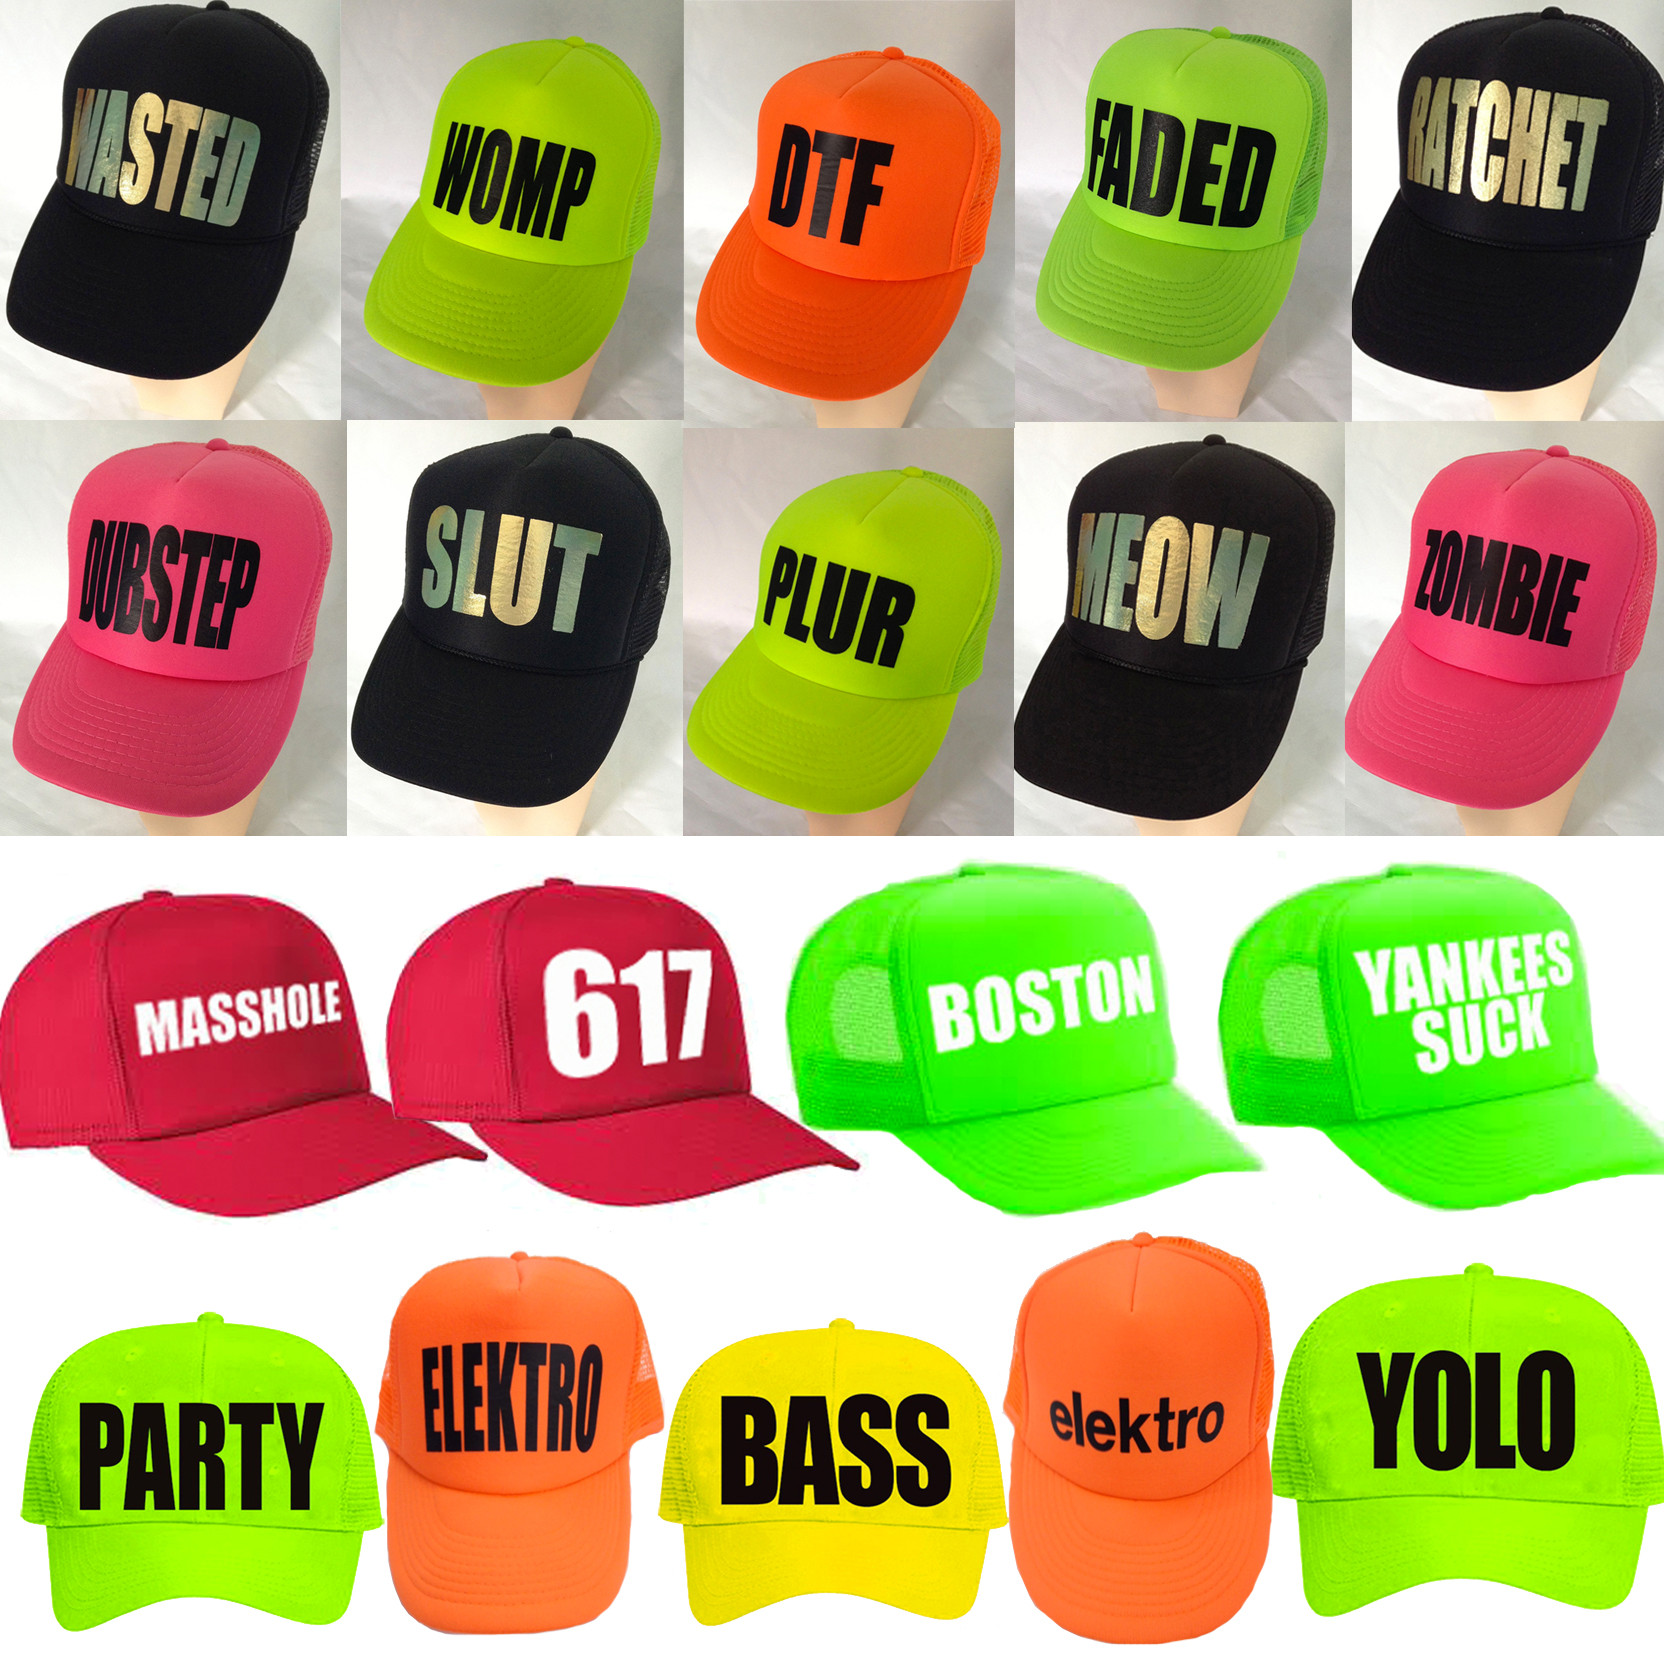 WASTED
WOMP
DTF
FADED
RATCHET
DUBSTEP
SLUT
PLUR
MEOW
ZOMBIE
MASSHOLE
617
BOSTON
YANKEES
SUCK
PARTY
ELEKTRO
BASS
elektro
YOLO